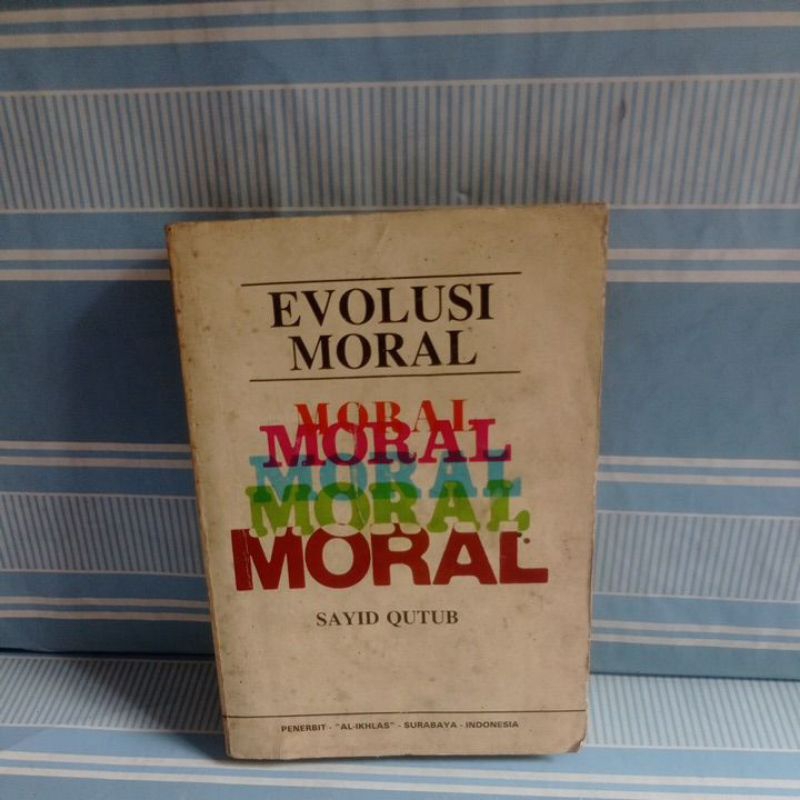 EVOLUSI
MORAL
MORAL
MORAL
MORAL
MORAL
MORAL
SAYID QUTUB
PENERBIT - "AL-IKHLAS" - SURABAYA - INDONESIA